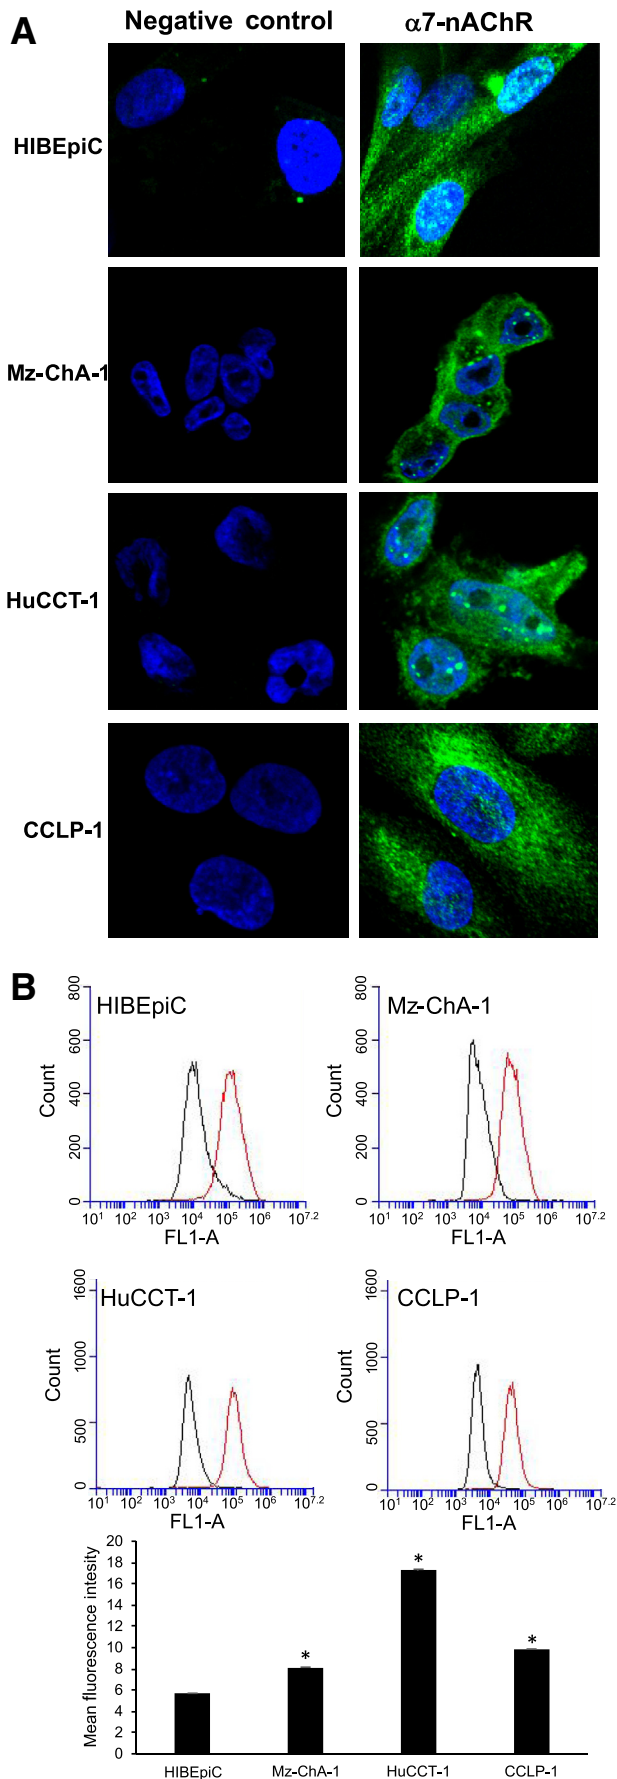 A
Negative control
α7-nAChR
HIBEpiC
Mz-ChA-1
HuCCT-1
CCLP-1
B
HIBEpiC
Count
800
600
400
200
0
10¹ 10² 10³ 10⁴ 10⁵ 10⁶ 10⁷·²
FL1-A
Mz-ChA-1
Count
800
600
400
200
0
10¹ 10² 10³ 10⁴ 10⁵ 10⁶ 10⁷·²
FL1-A
HuCCT-1
Count
1600
1000
500
0
10¹ 10² 10³ 10⁴ 10⁵ 10⁶ 10⁷·²
FL1-A
CCLP-1
Count
1600
1000
500
0
10¹ 10² 10³ 10⁴ 10⁵ 10⁶ 10⁷·²
FL1-A
Mean fluorescence intesity
20
18
16
14
12
10
8
6
4
2
0
*
*
*
HIBEpiC
Mz-ChA-1
HuCCT-1
CCLP-1